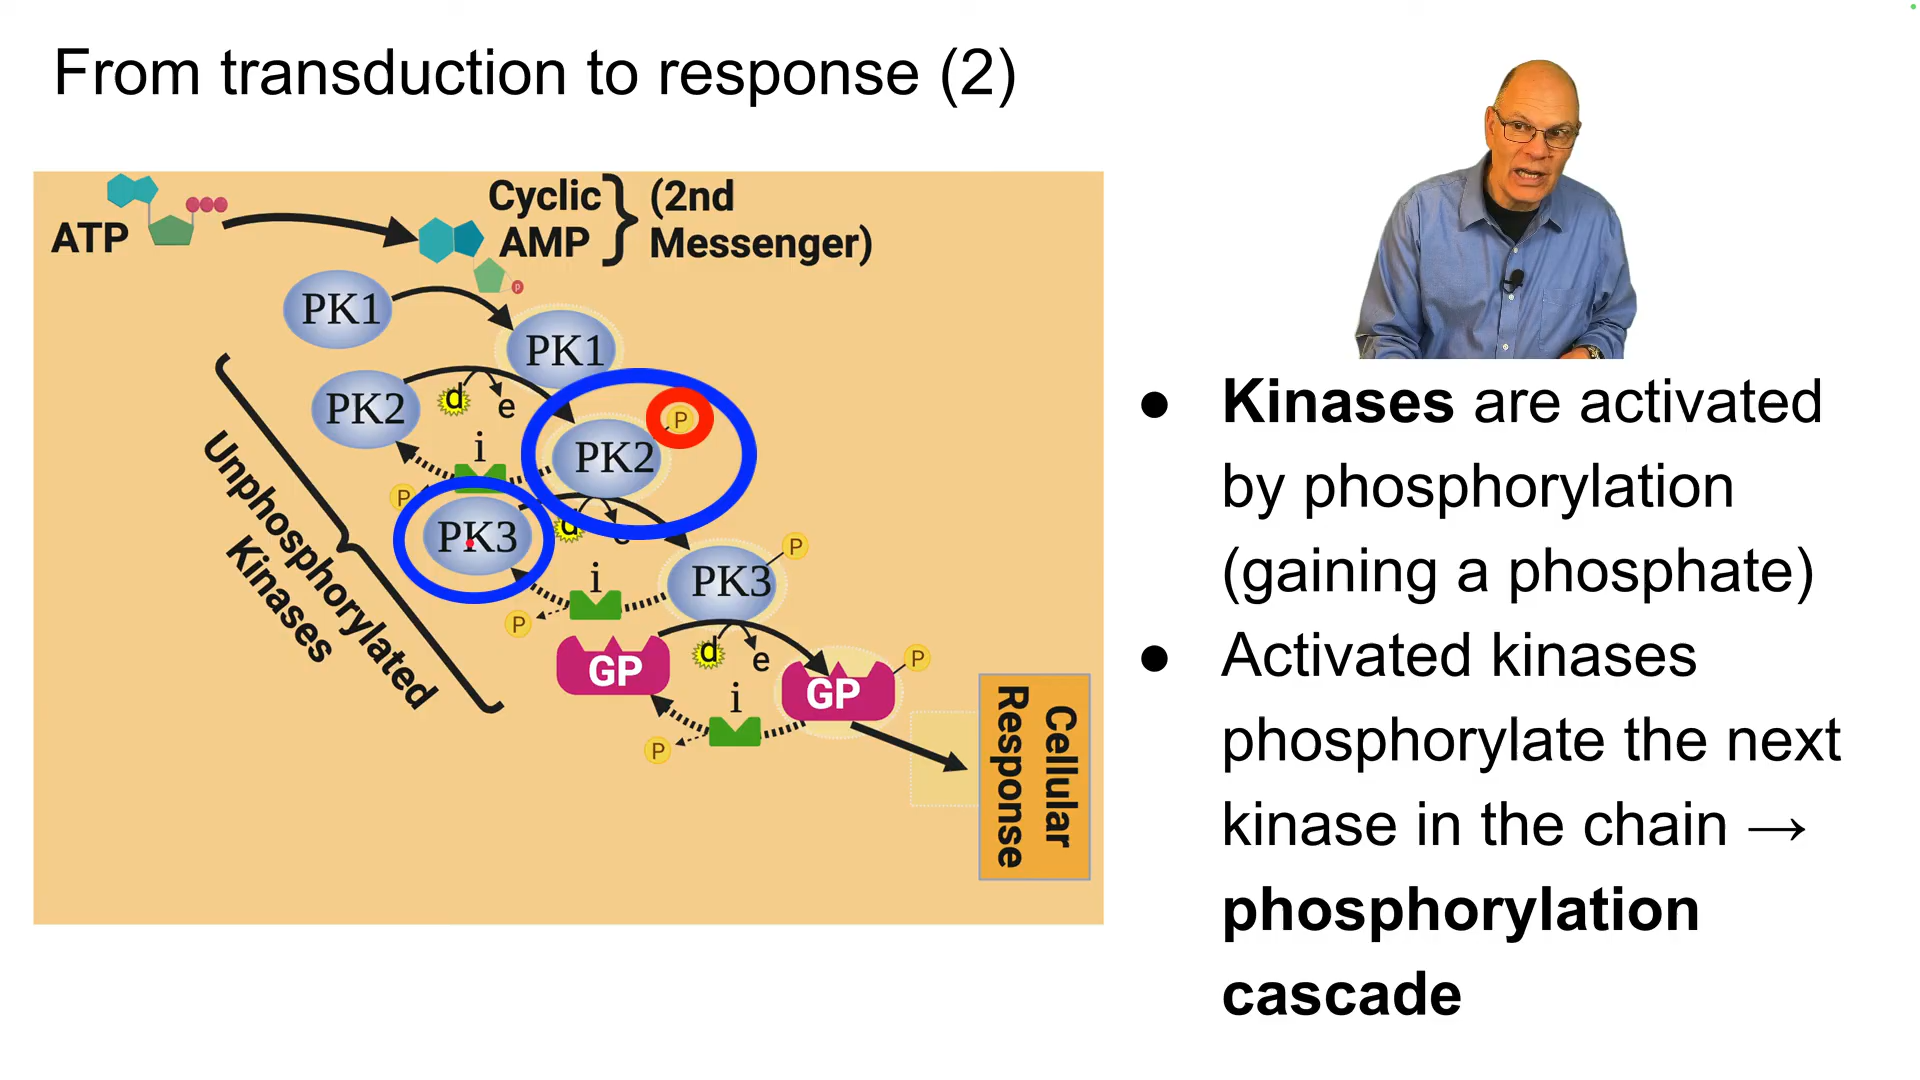 From transduction to response (2)
ATP
Cyclic
AMP
(2nd
Messenger)
P
PK1
PK1
PK2
d
e
P
PK2
i
P
PK3
d
e
P
PK3
i
P
GP
d
e
P
GP
i
P
Unphosphorylated
Kinases
Cellular
Response
● Kinases are activated
by phosphorylation
(gaining a phosphate)
● Activated kinases
phosphorylate the next
kinase in the chain →
phosphorylation
cascade